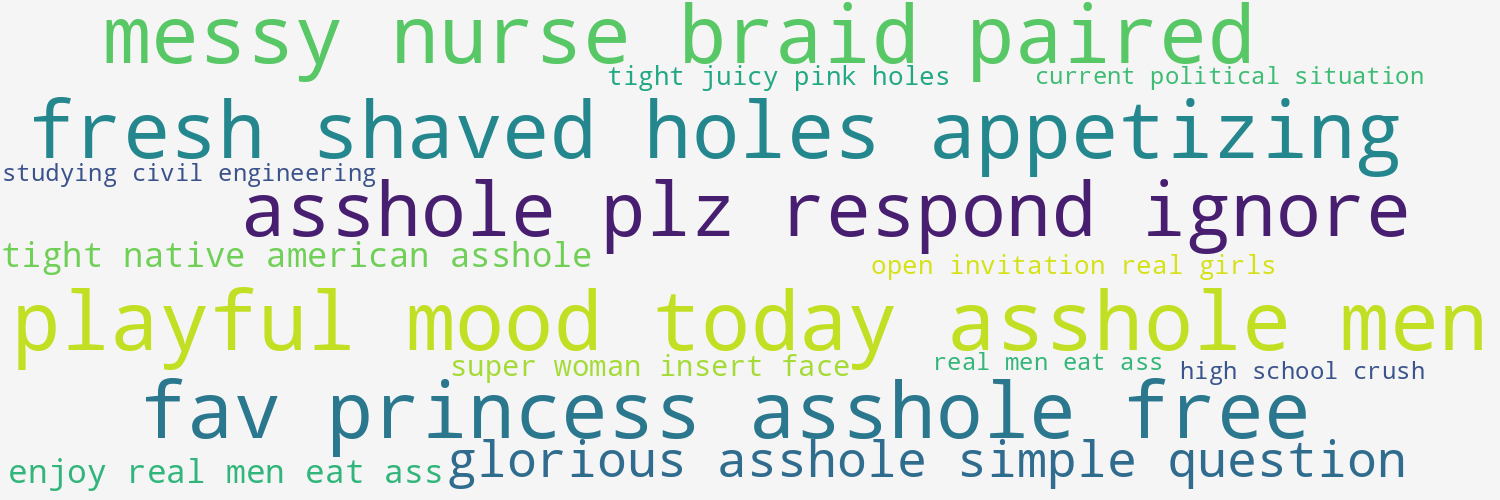 messy nurse braid paired
tight juicy pink holes
current political situation
fresh shaved holes appetizing
studying civil engineering
asshole plz respond ignore
tight native american asshole
open invitation real girls
playful mood today asshole men
super woman insert face
real men eat ass
high school crush
fav princess asshole free
glorious asshole simple question
enjoy real men eat ass